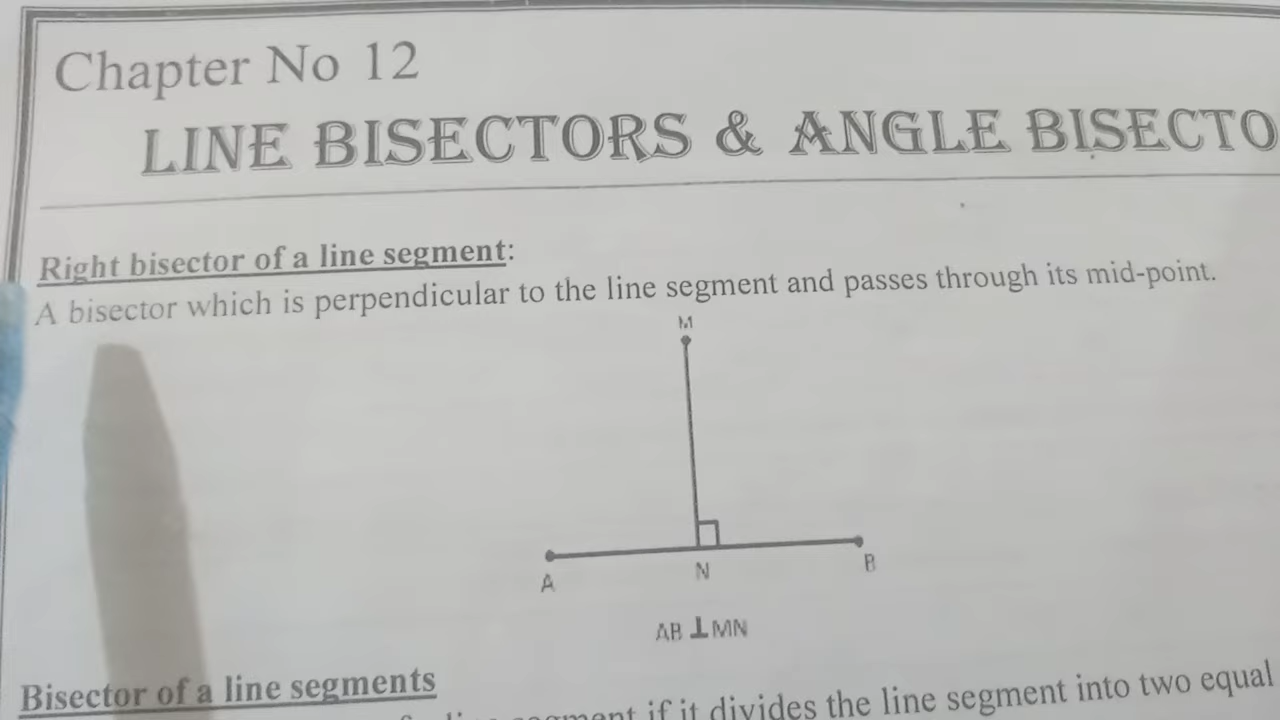 Chapter No 12
LINE BISECTORS & ANGLE BISECTO
Right bisector of a line segment:
A bisector which is perpendicular to the line segment and passes through its mid-point.
M
A
N
B
AB ⊥ MN
Bisector of a line segments
segment if it divides the line segment into two equal